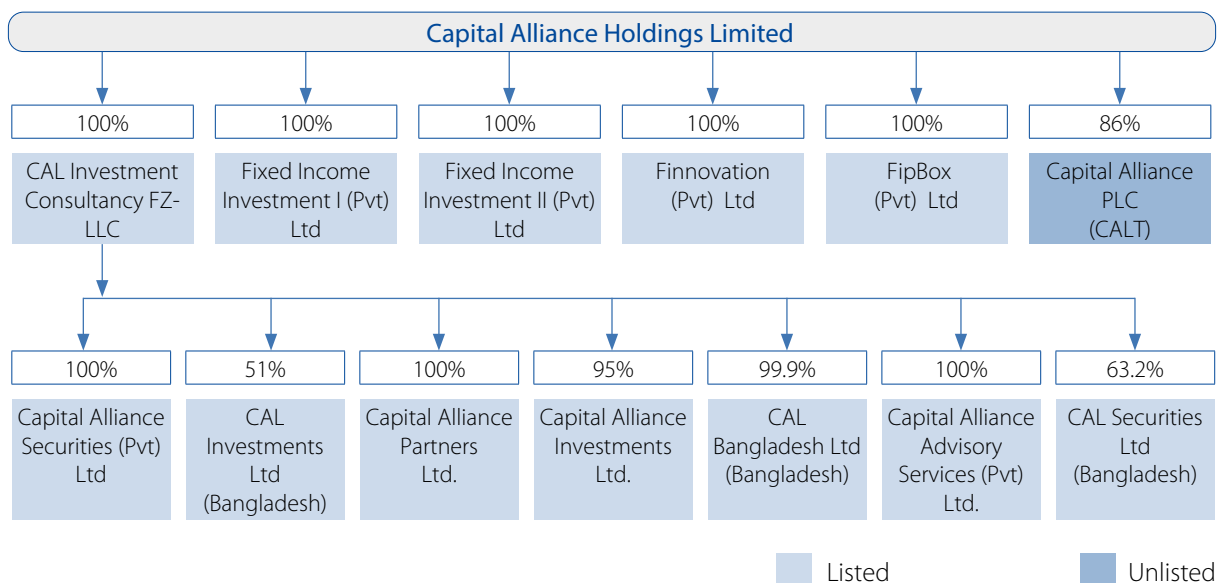 Capital Alliance Holdings Limited
100%
100%
100%
100%
100%
86%
CAL Investment
Consultancy FZ-
LLC
Fixed Income
Investment I (Pvt)
Ltd
Fixed Income
Investment II (Pvt)
Ltd
Finnovation
(Pvt) Ltd
FipBox
(Pvt) Ltd
Capital Alliance
PLC
(CALT)
100%
51%
100%
95%
99.9%
100%
63.2%
Capital Alliance
Securities (Pvt)
Ltd
CAL
Investments
Ltd
(Bangladesh)
Capital Alliance
Partners
Ltd.
Capital Alliance
Investments
Ltd.
CAL
Bangladesh Ltd
(Bangladesh)
Capital Alliance
Advisory
Services (Pvt)
Ltd.
CAL Securities
Ltd
(Bangladesh)
Listed
Unlisted